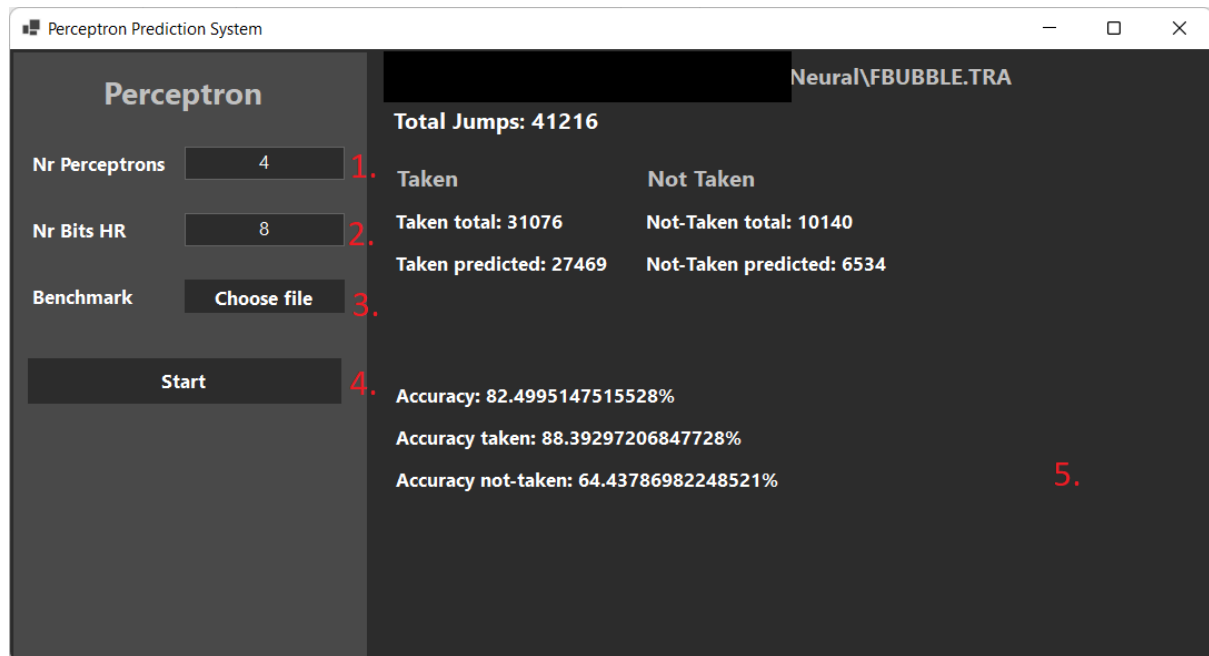 Perceptron Prediction System
Perceptron
Nr Perceptrons 4 1.
Nr Bits HR 8 2.
Benchmark Choose file 3.
Start 4.
Neural\FBUBBLE.TRA
Total Jumps: 41216
Taken Not Taken
Taken total: 31076 Not-Taken total: 10140
Taken predicted: 27469 Not-Taken predicted: 6534
Accuracy: 82.4995147515528%
Accuracy taken: 88.39297206847728%
Accuracy not-taken: 64.43786982248521%
5.